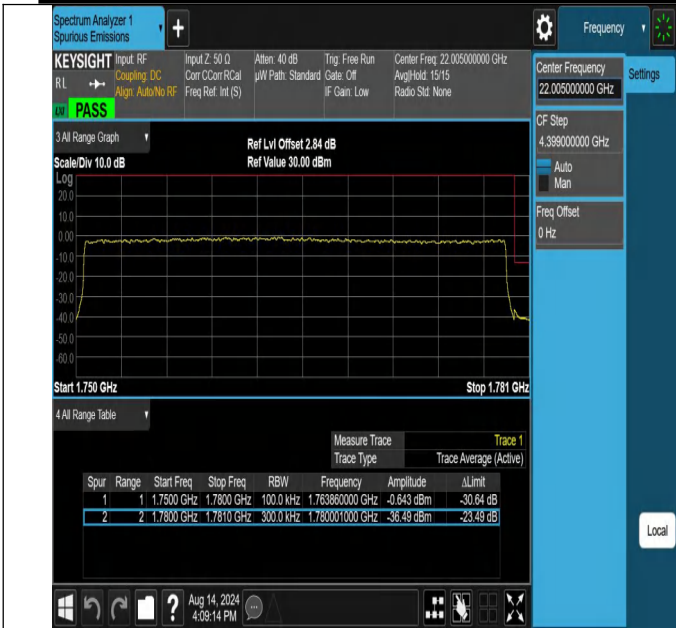 Spectrum Analyzer 1
Spurious Emissions
+
Frequency
KEYSIGHT
RL
Input: RF
Coupling: DC
Align: Auto/No RF
Input Z: 50 Ω
Corr CCorr RCal
Freq Ref: Int (S)
Atten: 40 dB
µW Path: Standard
Trig: Free Run
Gate: Off
IF Gain: Low
Center Freq: 22.005000000 GHz
Avg|Hold: 15/15
Radio Std: None
PASS
Center Frequency
22.005000000 GHz
Settings
CF Step
4.399000000 GHz
Auto
Man
Freq Offset
0 Hz
3 All Range Graph
Scale/Div 10.0 dB
Ref Lvl Offset 2.84 dB
Ref Value 30.00 dBm
Log
20.0
10.0
0.00
-10.0
-20.0
-30.0
-40.0
-50.0
-60.0
Start 1.750 GHz
Stop 1.781 GHz
4 All Range Table
Measure Trace Trace 1
Trace Type Trace Average (Active)
Spur Range Start Freq Stop Freq RBW Frequency Amplitude ΔLimit
1 1 1.7500 GHz 1.7800 GHz 100.0 kHz 1.763860000 GHz -0.643 dBm -30.64 dB
2 2 1.7800 GHz 1.7810 GHz 300.0 kHz 1.780001000 GHz -36.49 dBm -23.49 dB
Local
?
Aug 14, 2024
4:09:14 PM